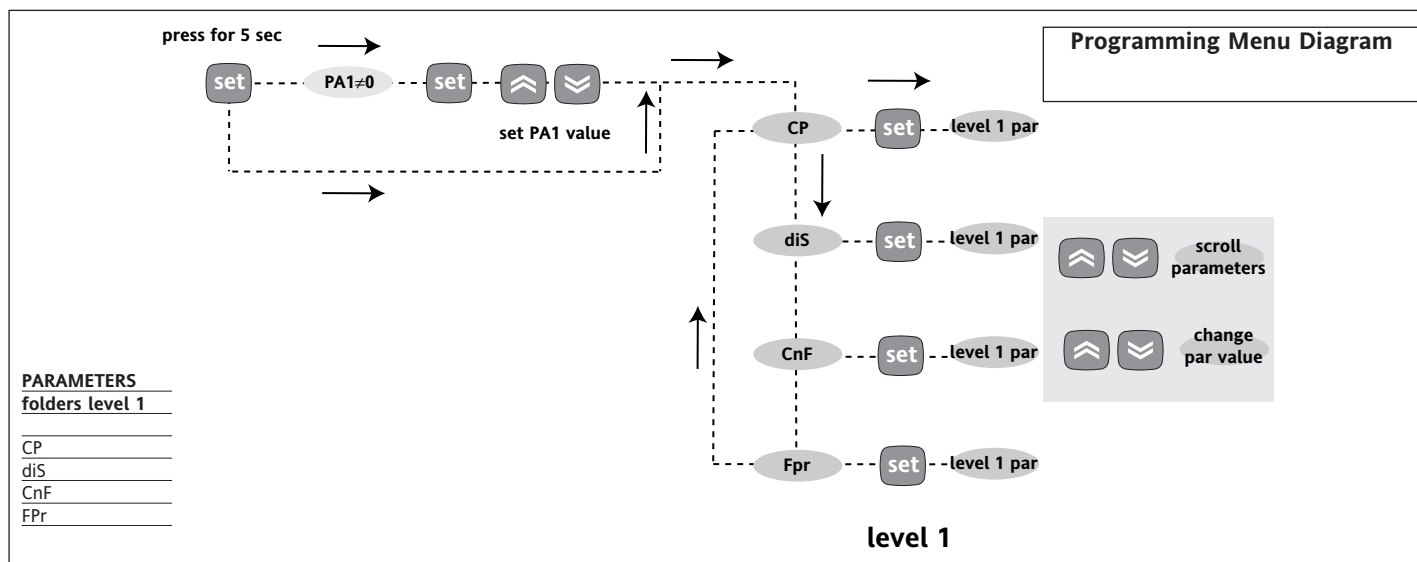 press for 5 sec
Programming Menu Diagram
set
PA1≠0
set
set PA1 value
CP
set
level 1 par
diS
set
level 1 par
scroll
parameters
CnF
set
level 1 par
change
par value
PARAMETERS
folders level 1
CP
diS
CnF
FPr
Fpr
set
level 1 par
level 1